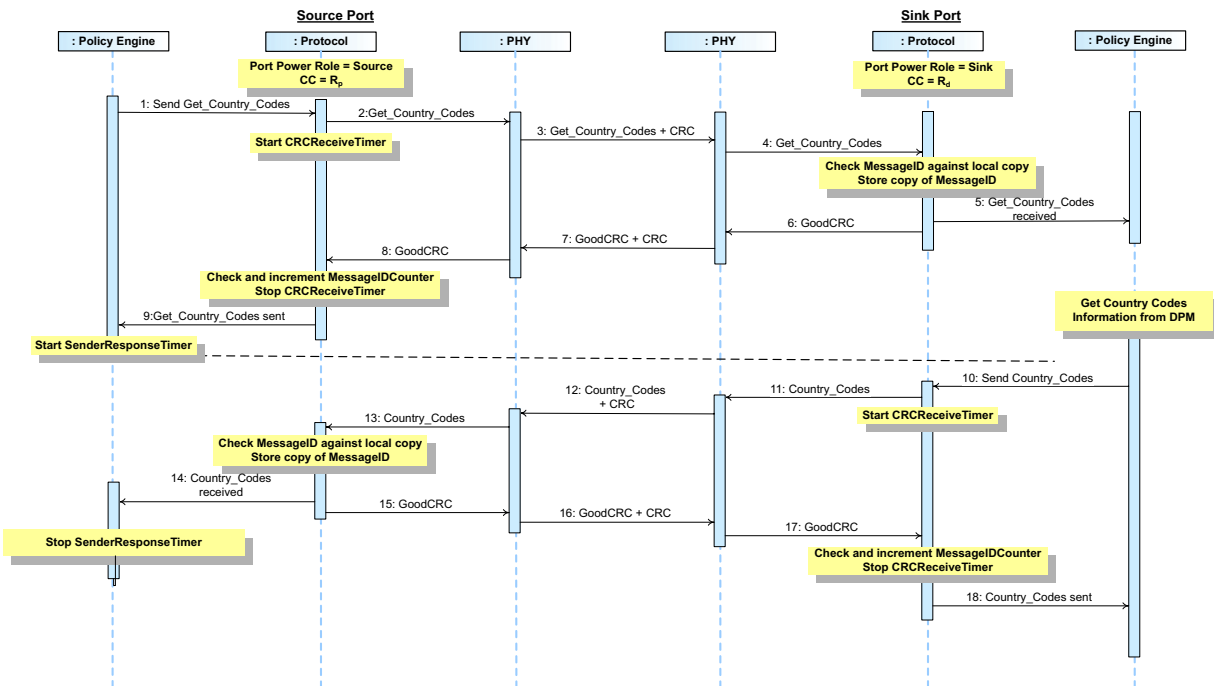 Source Port
Sink Port
: Policy Engine
: Protocol
: PHY
: PHY
: Protocol
: Policy Engine
Port Power Role = Source
CC = Rp
Port Power Role = Sink
CC = Rd
1: Send Get_Country_Codes
2:Get_Country_Codes
Start CRCReceiveTimer
3: Get_Country_Codes + CRC
4: Get_Country_Codes
Check MessageID against local copy
Store copy of MessageID
5: Get_Country_Codes
received
6: GoodCRC
7: GoodCRC + CRC
8: GoodCRC
Check and increment MessageIDCounter
Stop CRCReceiveTimer
9:Get_Country_Codes sent
Start SenderResponseTimer
Get Country Codes
Information from DPM
10: Send Country_Codes
11: Country_Codes
Start CRCReceiveTimer
12: Country_Codes
+ CRC
13: Country_Codes
Check MessageID against local copy
Store copy of MessageID
14: Country_Codes
received
15: GoodCRC
16: GoodCRC + CRC
17: GoodCRC
Stop SenderResponseTimer
Check and increment MessageIDCounter
Stop CRCReceiveTimer
18: Country_Codes sent